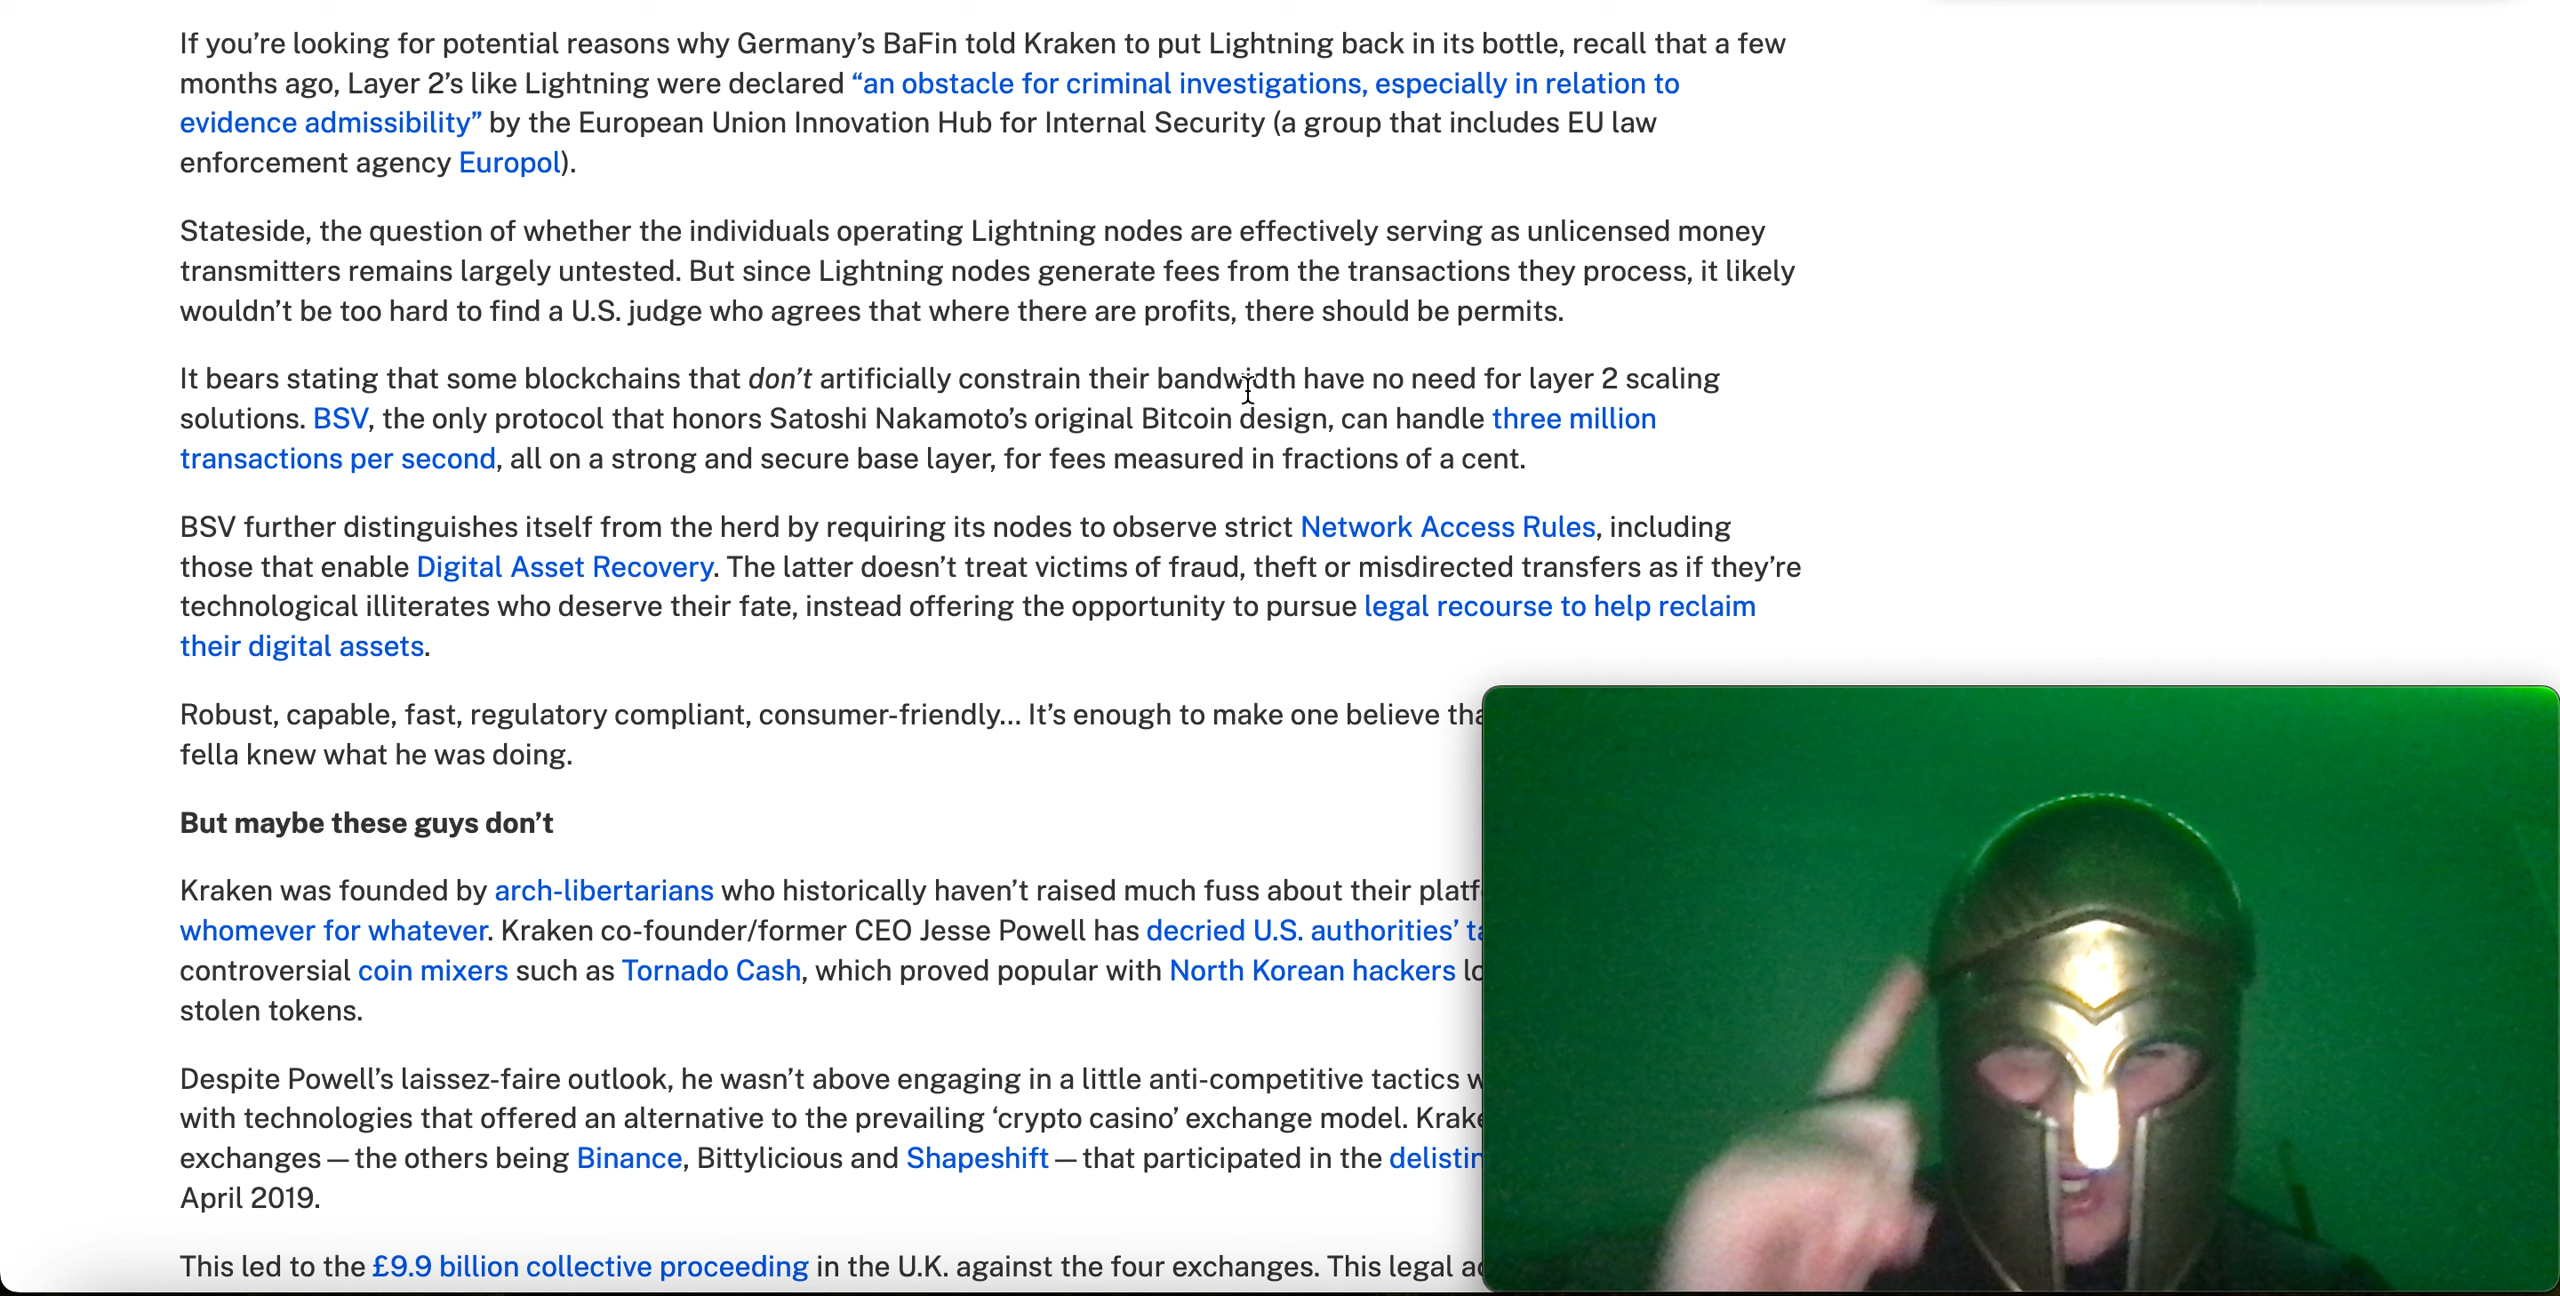 If you’re looking for potential reasons why Germany’s BaFin told Kraken to put Lightning back in its bottle, recall that a few
months ago, Layer 2’s like Lightning were declared “an obstacle for criminal investigations, especially in relation to
evidence admissibility” by the European Union Innovation Hub for Internal Security (a group that includes EU law
enforcement agency Europol).
Stateside, the question of whether the individuals operating Lightning nodes are effectively serving as unlicensed money
transmitters remains largely untested. But since Lightning nodes generate fees from the transactions they process, it likely
wouldn’t be too hard to find a U.S. judge who agrees that where there are profits, there should be permits.
It bears stating that some blockchains that don’t artificially constrain their bandwidth have no need for layer 2 scaling
solutions. BSV, the only protocol that honors Satoshi Nakamoto’s original Bitcoin design, can handle three million
transactions per second, all on a strong and secure base layer, for fees measured in fractions of a cent.
BSV further distinguishes itself from the herd by requiring its nodes to observe strict Network Access Rules, including
those that enable Digital Asset Recovery. The latter doesn’t treat victims of fraud, theft or misdirected transfers as if they’re
technological illiterates who deserve their fate, instead offering the opportunity to pursue legal recourse to help reclaim
their digital assets.
Robust, capable, fast, regulatory compliant, consumer-friendly… It’s enough to make one believe
fella knew what he was doing.
But maybe these guys don’t
Kraken was founded by arch-libertarians who historically haven’t raised much fuss about their
whomever for whatever. Kraken co-founder/former CEO Jesse Powell has decried U.S. authorities’
controversial coin mixers such as Tornado Cash, which proved popular with North Korean hackers
stolen tokens.
Despite Powell’s laissez-faire outlook, he wasn’t above engaging in a little anti-competitive tactics
with technologies that offered an alternative to the prevailing ‘crypto casino’ exchange model.
exchanges—the others being Binance, Bittylicious and Shapeshift—that participated in the
April 2019.
This led to the £9.9 billion collective proceeding in the U.K. against the four exchanges. This legal